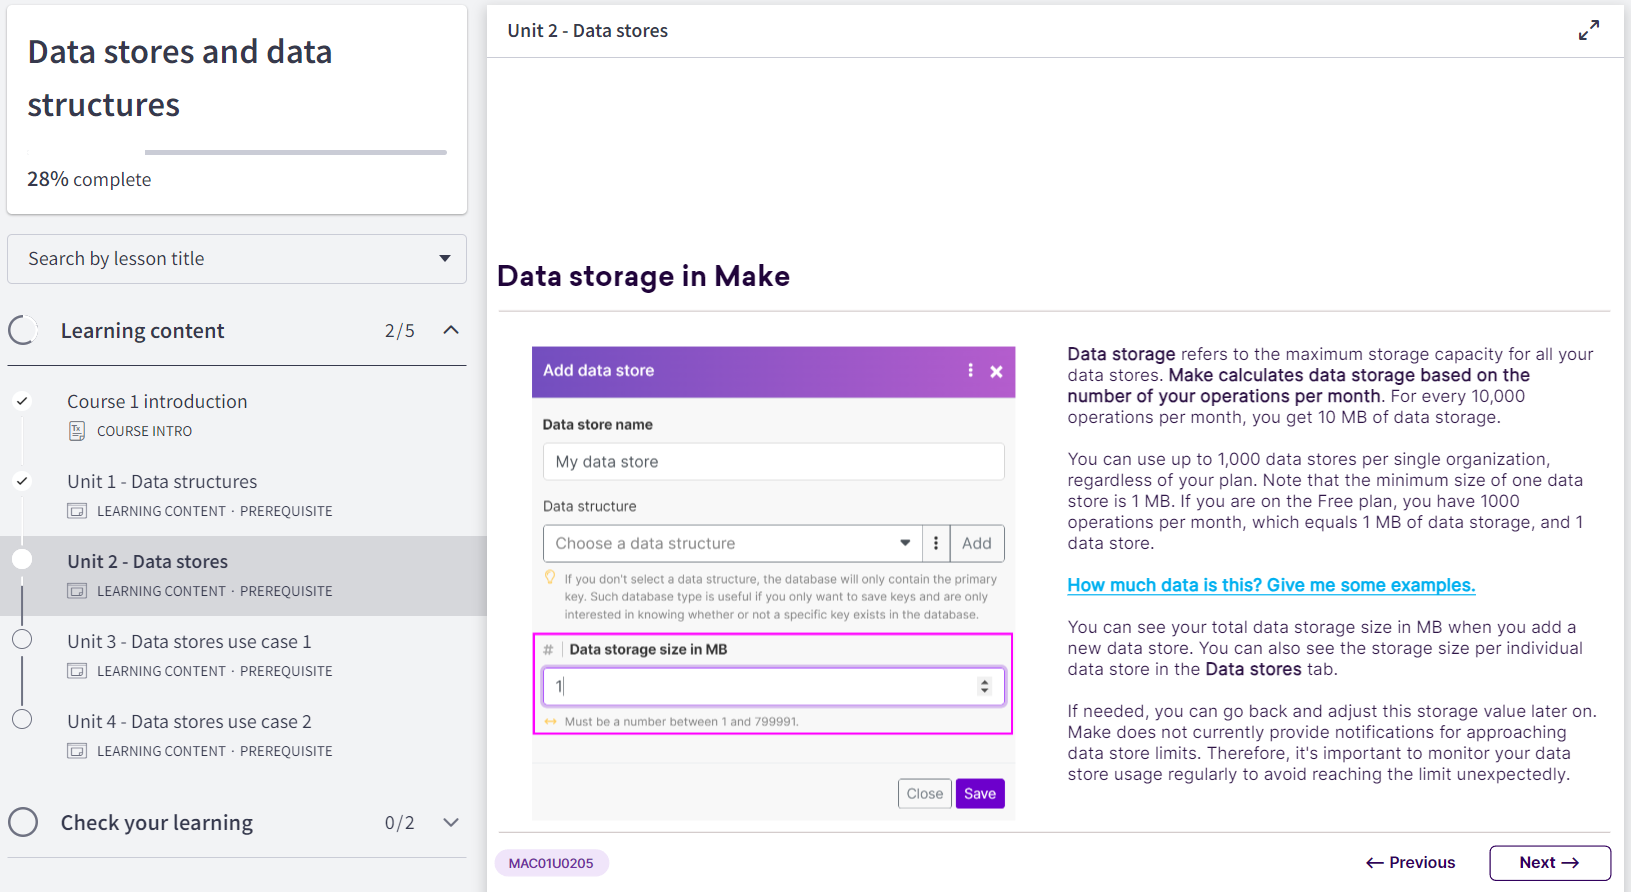 Data stores and data
structures
28% complete
Search by lesson title
Learning content 2/5
Course 1 introduction
COURSE INTRO
Unit 1 - Data structures
LEARNING CONTENT · PREREQUISITE
Unit 2 - Data stores
LEARNING CONTENT · PREREQUISITE
Unit 3 - Data stores use case 1
LEARNING CONTENT · PREREQUISITE
Unit 4 - Data stores use case 2
LEARNING CONTENT · PREREQUISITE
Check your learning 0/2
Unit 2 - Data stores
Data storage in Make
Add data store
Data store name
My data store
Data structure
Choose a data structure
Add
If you don't select a data structure, the database will only contain the primary
key. Such database type is useful if you only want to save keys and are only
interested in knowing whether or not a specific key exists in the database.
# Data storage size in MB
1
Must be a number between 1 and 799991.
Close Save
Data storage refers to the maximum storage capacity for all your
data stores. Make calculates data storage based on the
number of your operations per month. For every 10,000
operations per month, you get 10 MB of data storage.
You can use up to 1,000 data stores per single organization,
regardless of your plan. Note that the minimum size of one data
store is 1 MB. If you are on the Free plan, you have 1000
operations per month, which equals 1 MB of data storage, and 1
data store.
How much data is this? Give me some examples.
You can see your total data storage size in MB when you add a
new data store. You can also see the storage size per individual
data store in the Data stores tab.
If needed, you can go back and adjust this storage value later on.
Make does not currently provide notifications for approaching
data store limits. Therefore, it's important to monitor your data
store usage regularly to avoid reaching the limit unexpectedly.
MAC01U0205
← Previous
Next →